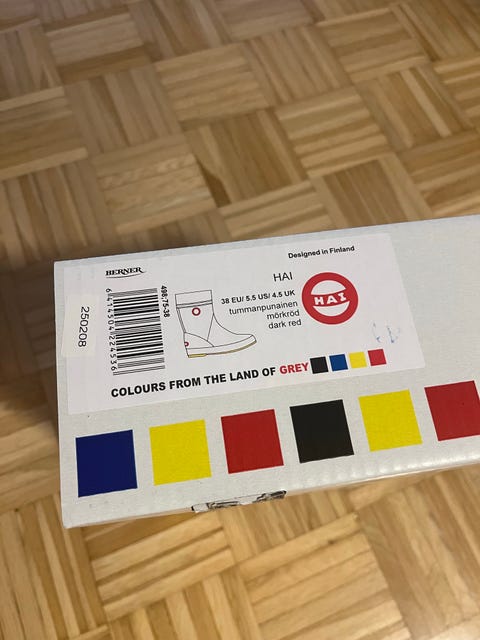 BERNER
Designed in Finland
HAI
38 EU/ 5.5 US/ 4.5 UK
tummanpunainen
mörkröd
dark red
HAI
498.75-38
250208
COLOURS FROM THE LAND OF GREY